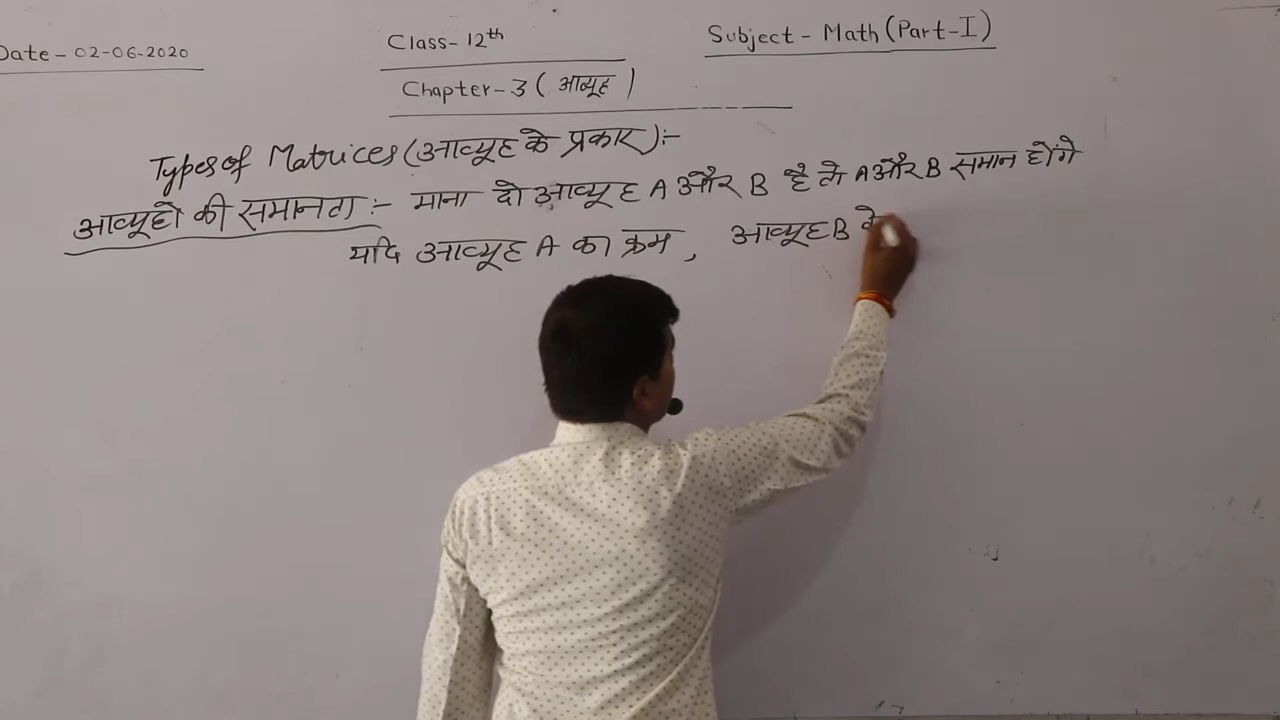 Date - 02-06-2020
Class- 12th
Subject - Math (Part-I)
Chapter-3 ( आव्यूह )
Types of Matrices (आव्यूह के प्रकार) :-
आव्यूहो की समानता :- माना दो आव्यूह A और B है तो A और B समान होंगे
यदि आव्यूह A का क्रम , आव्यूह B के